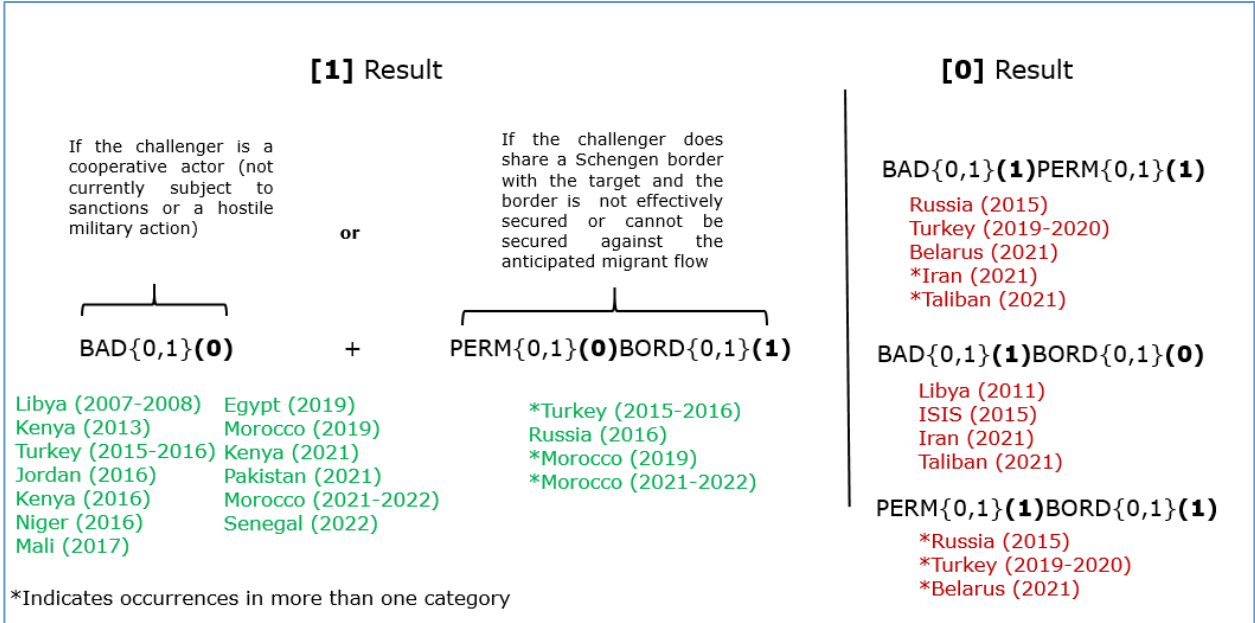 [1] Result
If the challenger is a
cooperative actor (not
currently subject to
sanctions or a hostile
military action)
or
If the challenger does
share a Schengen border
with the target and the
border is not effectively
secured or cannot be
secured against the
anticipated migrant flow
BAD{0,1}(0)
+
PERM{0,1}(0)BORD{0,1}(1)
Libya (2007-2008)
Kenya (2013)
Turkey (2015-2016)
Jordan (2016)
Kenya (2016)
Niger (2016)
Mali (2017)
Egypt (2019)
Morocco (2019)
Kenya (2021)
Pakistan (2021)
Morocco (2021-2022)
Senegal (2022)
*Turkey (2015-2016)
Russia (2016)
*Morocco (2019)
*Morocco (2021-2022)
[0] Result
BAD{0,1}(1)PERM{0,1}(1)
Russia (2015)
Turkey (2019-2020)
Belarus (2021)
*Iran (2021)
*Taliban (2021)
BAD{0,1}(1)BORD{0,1}(0)
Libya (2011)
ISIS (2015)
Iran (2021)
Taliban (2021)
PERM{0,1}(1)BORD{0,1}(1)
*Russia (2015)
*Turkey (2019-2020)
*Belarus (2021)
*Indicates occurrences in more than one category